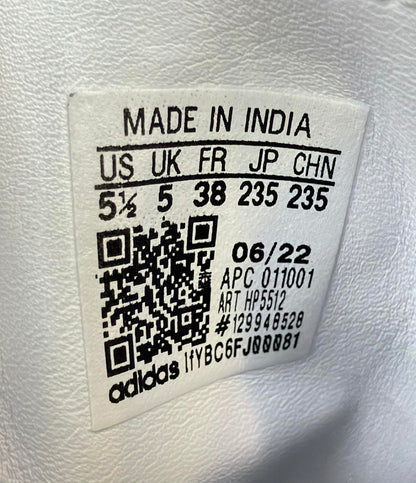 MADE IN INDIA
US UK FR JP CHN
5½ 5 38 235 235
06/22
APC 011001
ART HP5512
#129948528
adidas 1fYBC6FJ00081